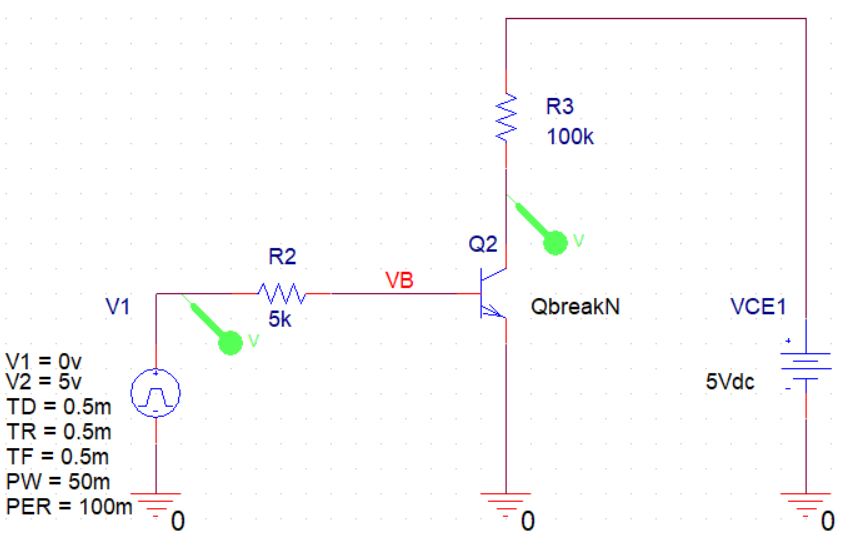 R3
100k
Q2
V
R2
VB
V1
5k
QbreakN
VCE1
V
+
5Vdc
-
V1 = 0v
V2 = 5v
TD = 0.5m
TR = 0.5m
TF = 0.5m
PW = 50m
PER = 100m
+
-
0
0
0